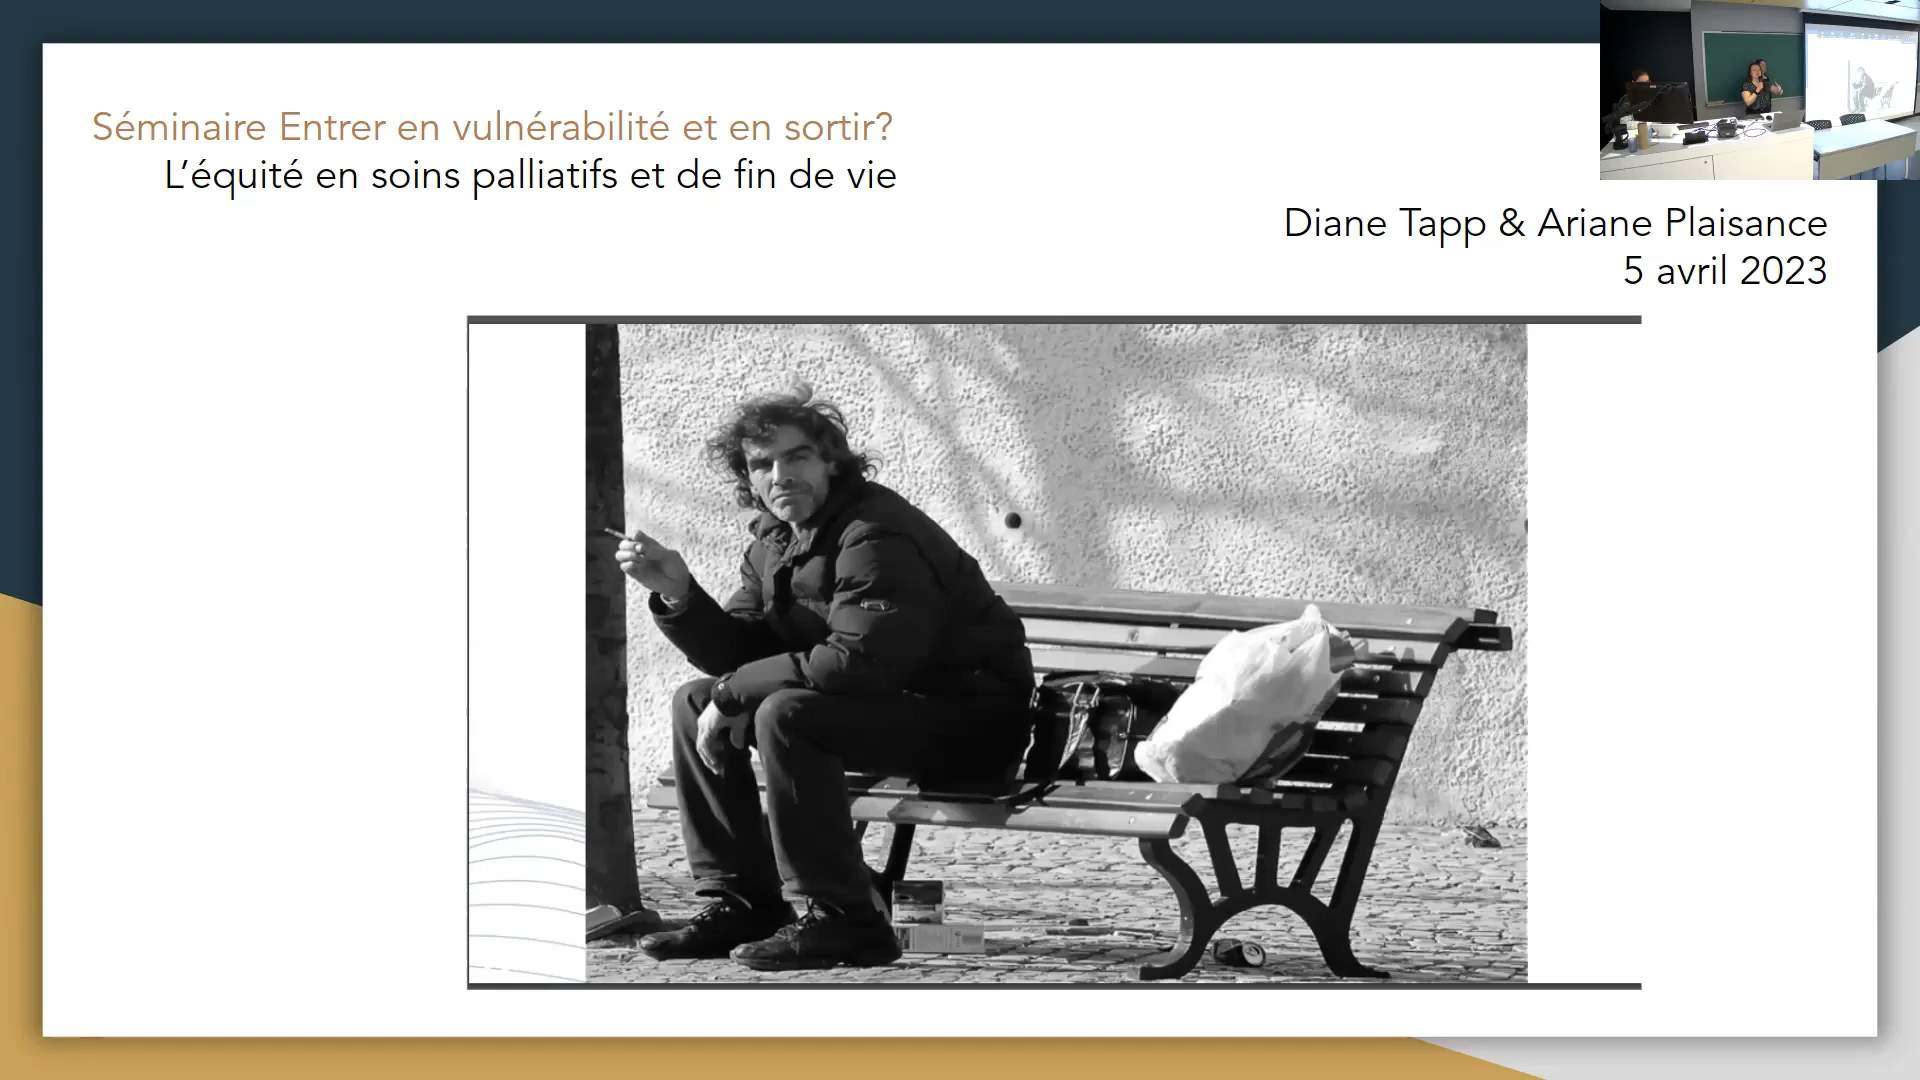 Séminaire Entrer en vulnérabilité et en sortir?
L’équité en soins palliatifs et de fin de vie
Diane Tapp & Ariane Plaisance
5 avril 2023